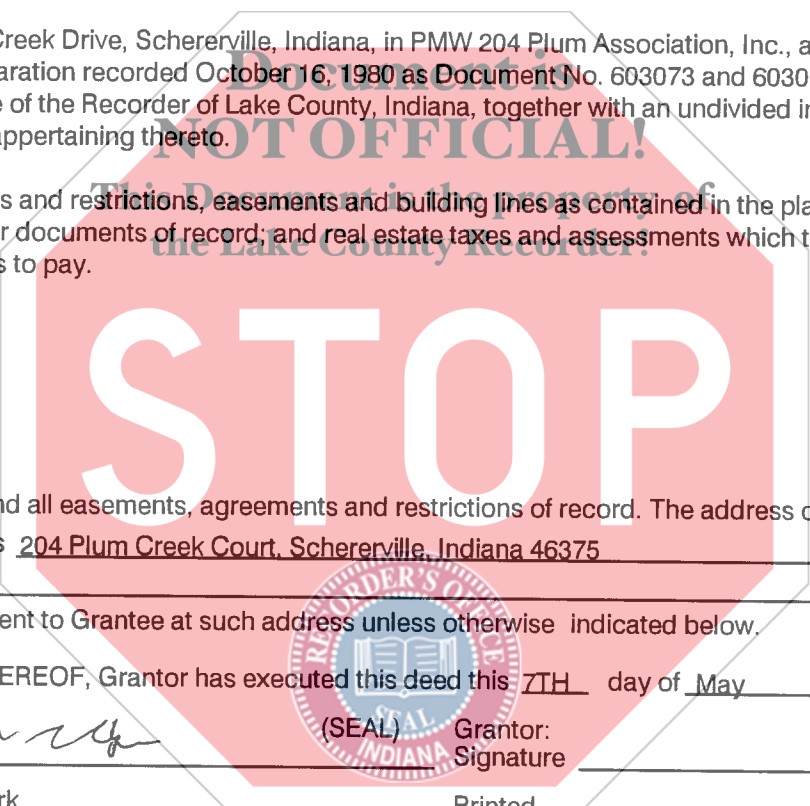 Creek Drive, Schererville, Indiana, in PMW 204 Plum Association, Inc., a
aration recorded October 16, 1980 as Document No. 603073 and 6030
e of the Recorder of Lake County, Indiana, together with an undivided in
appertaining thereto.
Document is
NOT OFFICIAL!
This Document is the property of
the Lake County Recorder!
s and restrictions, easements and building lines as contained in the pla
r documents of record; and real estate taxes and assessments which t
s to pay.
STOP
nd all easements, agreements and restrictions of record. The address o
s 204 Plum Creek Court, Schererville, Indiana 46375
ent to Grantee at such address unless otherwise indicated below.
EREOF, Grantor has executed this deed this 7TH day of May
(SEAL) Grantor:
Signature
RECORDER'S OFFICE
SEAL
INDIANA
rk Printed